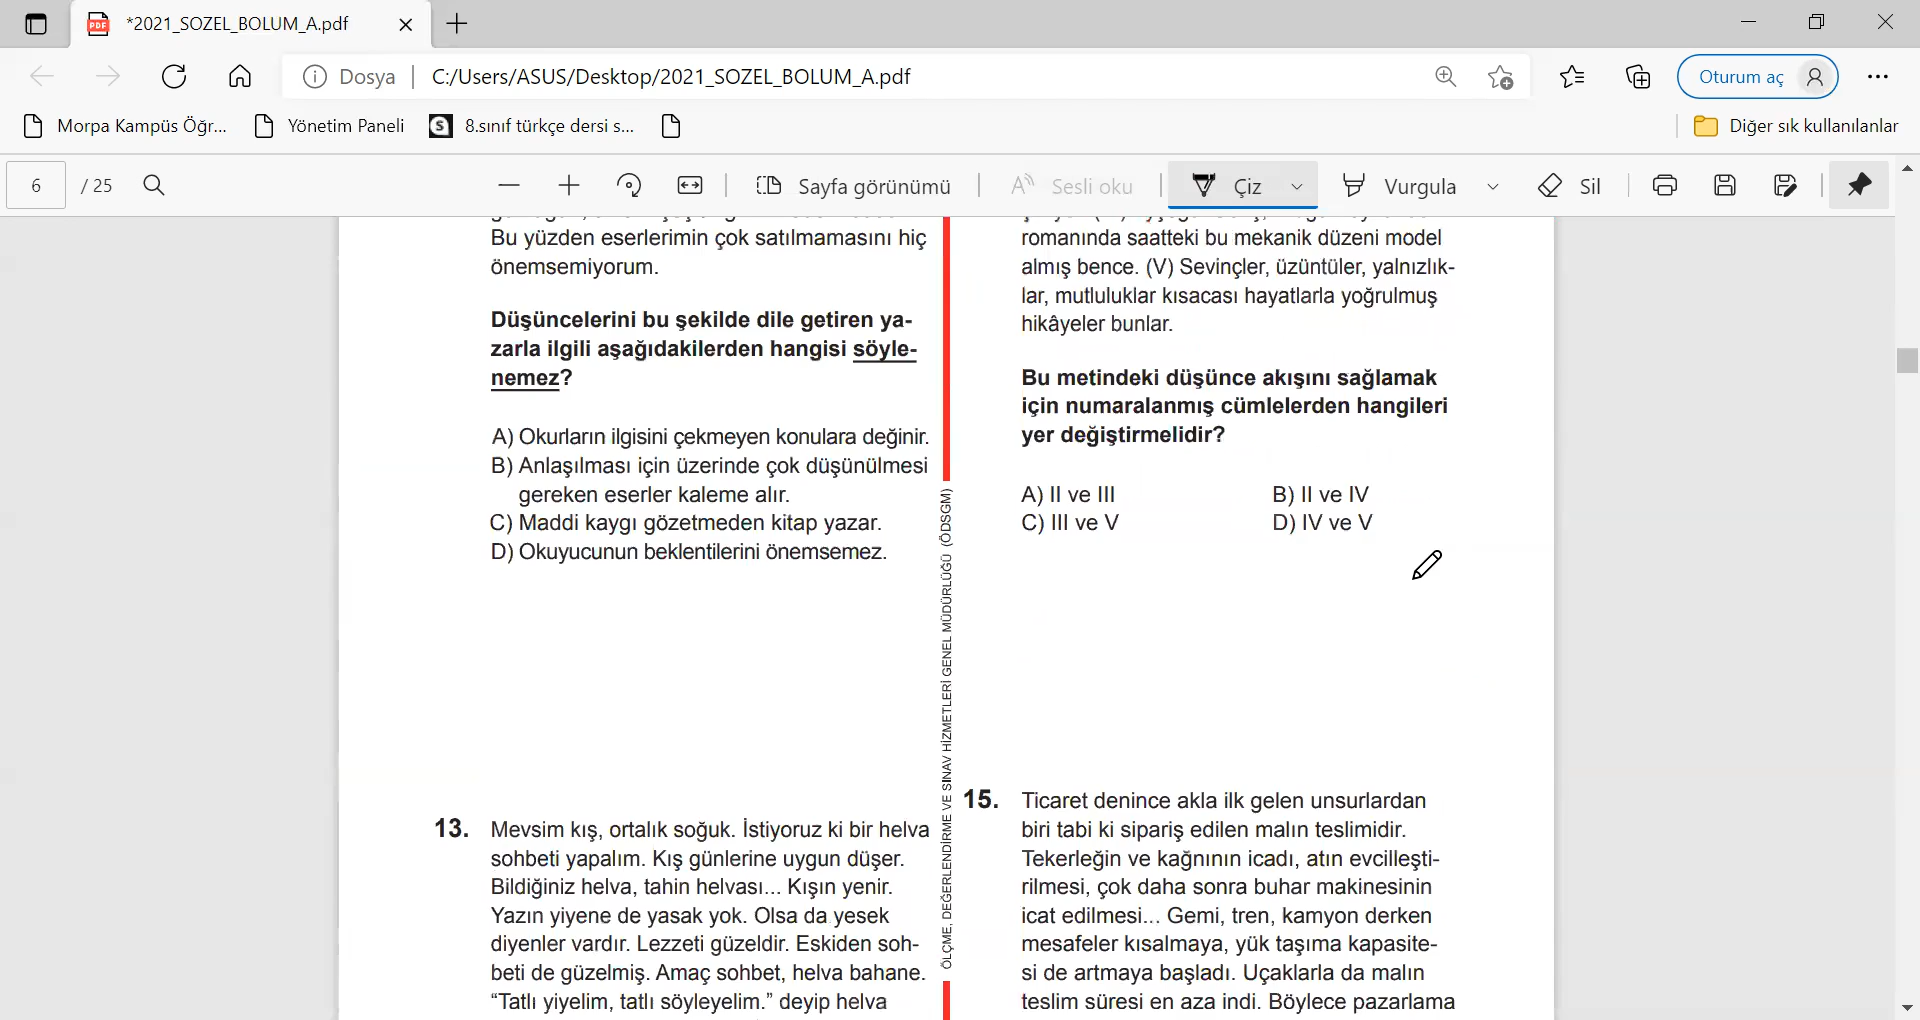 *2021_SOZEL_BOLUM_A.pdf
Dosya
C:/Users/ASUS/Desktop/2021_SOZEL_BOLUM_A.pdf
Oturum aç
Morpa Kampüs Öğr...
Yönetim Paneli
8.sınıf türkçe dersi s...
Diğer sık kullanılanlar
6 / 25
Sayfa görünümü
Sesli oku
Çiz
Vurgula
Sil
Bu yüzden eserlerimin çok satılmamasını hiç
önemsemiyorum.
Düşüncelerini bu şekilde dile getiren ya-
zarla ilgili aşağıdakilerden hangisi söyle-
nemez?
A) Okurların ilgisini çekmeyen konulara değinir.
B) Anlaşılması için üzerinde çok düşünülmesi
gereken eserler kaleme alır.
C) Maddi kaygı gözetmeden kitap yazar.
D) Okuyucunun beklentilerini önemsemez.
13. Mevsim kış, ortalık soğuk. İstiyoruz ki bir helva
sohbeti yapalım. Kış günlerine uygun düşer.
Bildiğiniz helva, tahin helvası... Kışın yenir.
Yazın yiyene de yasak yok. Olsa da yesek
diyenler vardır. Lezzeti güzeldir. Eskiden soh-
beti de güzelmiş. Amaç sohbet, helva bahane.
“Tatlı yiyelim, tatlı söyleyelim.” deyip helva
ÖLÇME, DEĞERLENDİRME VE SINAV HİZMETLERİ GENEL MÜDÜRLÜĞÜ (ÖDSGM)
romanında saatteki bu mekanik düzeni model
almış bence. (V) Sevinçler, üzüntüler, yalnızlık-
lar, mutluluklar kısacası hayatlarla yoğrulmuş
hikâyeler bunlar.
Bu metindeki düşünce akışını sağlamak
için numaralanmış cümlelerden hangileri
yer değiştirmelidir?
A) II ve III
B) II ve IV
C) III ve V
D) IV ve V
15. Ticaret denince akla ilk gelen unsurlardan
biri tabi ki sipariş edilen malın teslimidir.
Tekerleğin ve kağnının icadı, atın evcilleşti-
rilmesi, çok daha sonra buhar makinesinin
icat edilmesi... Gemi, tren, kamyon derken
mesafeler kısalmaya, yük taşıma kapasite-
si de artmaya başladı. Uçaklarla da malın
teslim süresi en aza indi. Böylece pazarlama